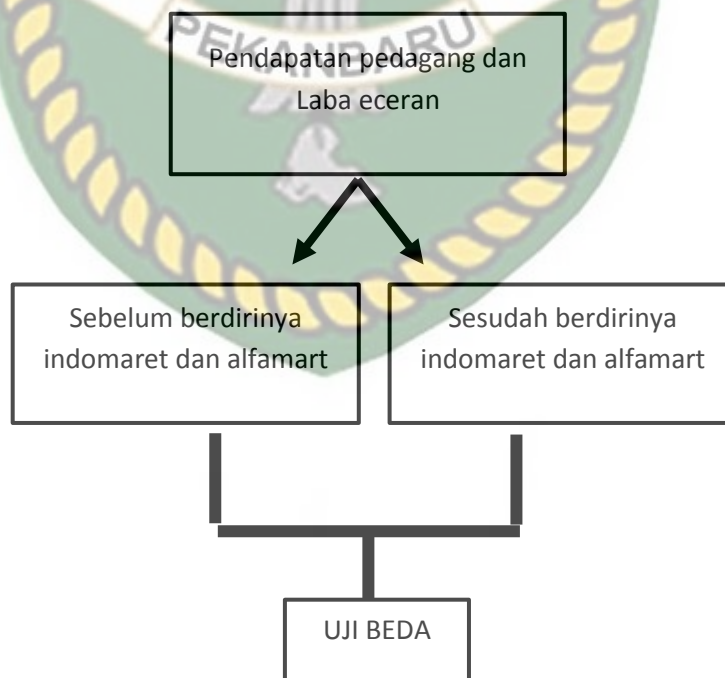 PEKANBARU
Pendapatan pedagang dan
Laba eceran
Sebelum berdirinya
indomaret dan alfamart
Sesudah berdirinya
indomaret dan alfamart
UJI BEDA